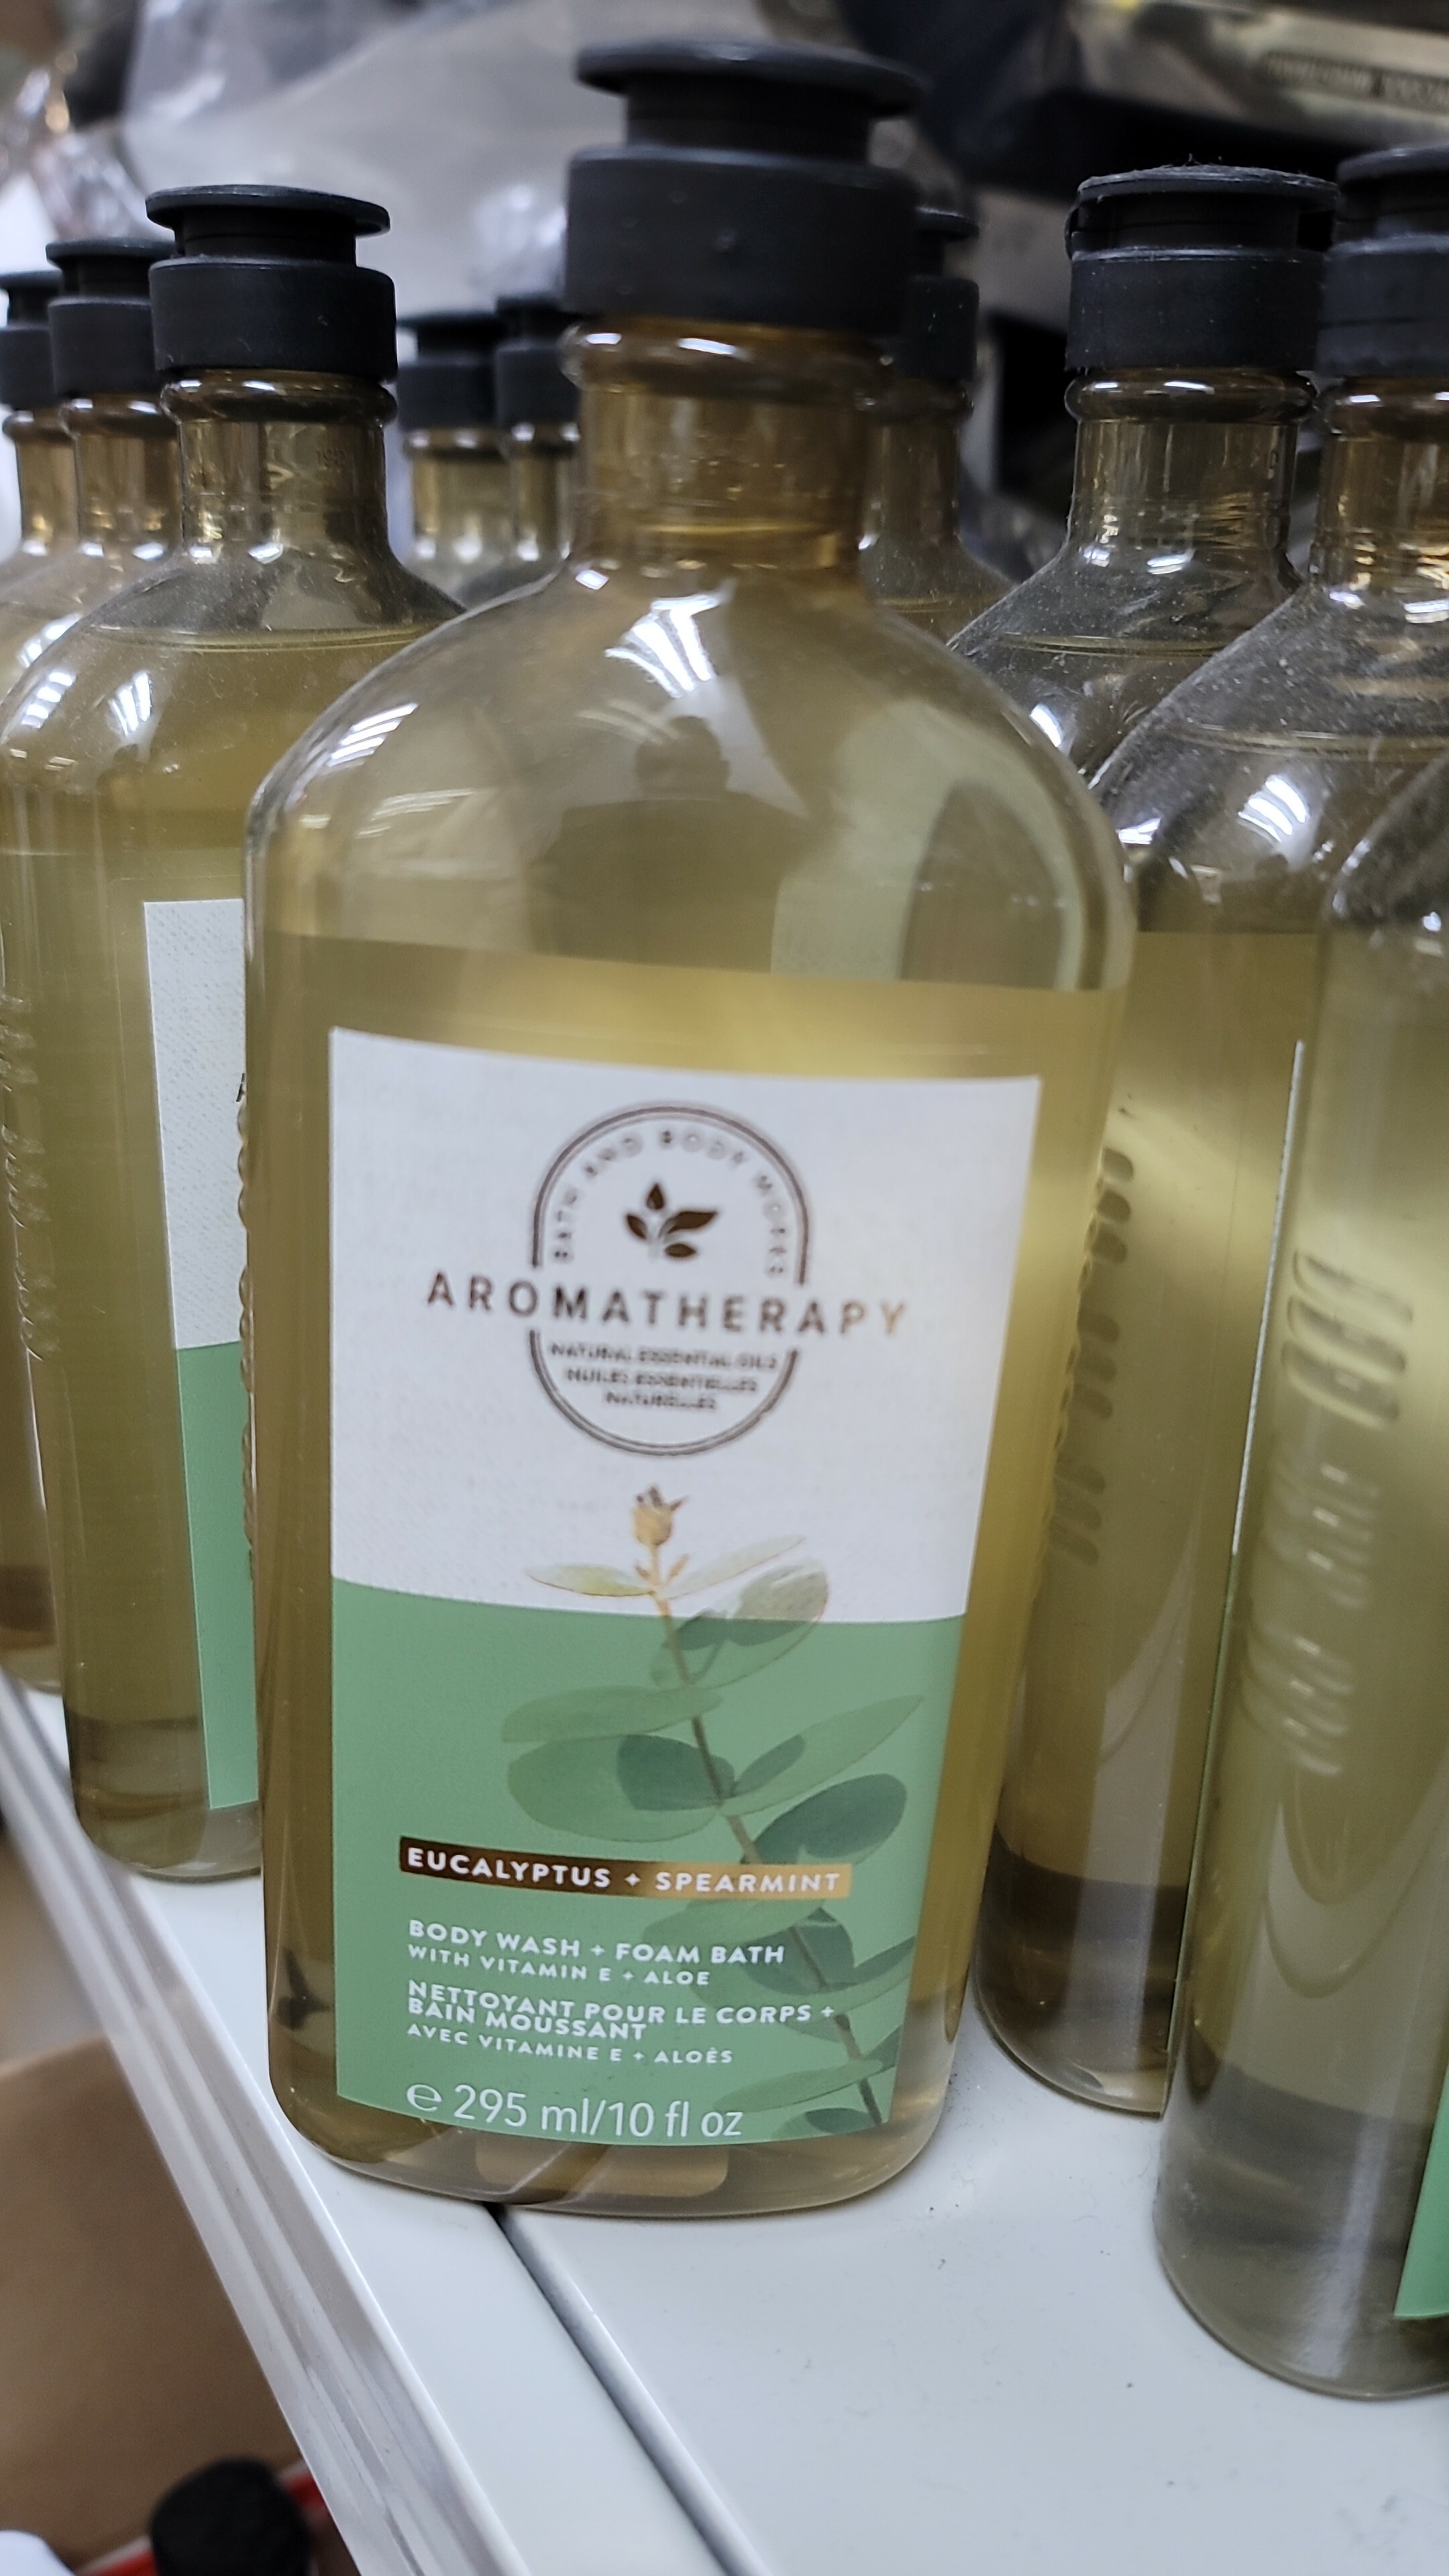 BATH AND BODY WORKS
AROMATHERAPY
NATURAL ESSENTIAL OILS
HUILES ESSENTIELLES
NATURELLES
EUCALYPTUS + SPEARMINT
BODY WASH + FOAM BATH
WITH VITAMIN E + ALOE
NETTOYANT POUR LE CORPS +
BAIN MOUSSANT
AVEC VITAMINE E + ALOÈS
℮ 295 ml/10 fl oz